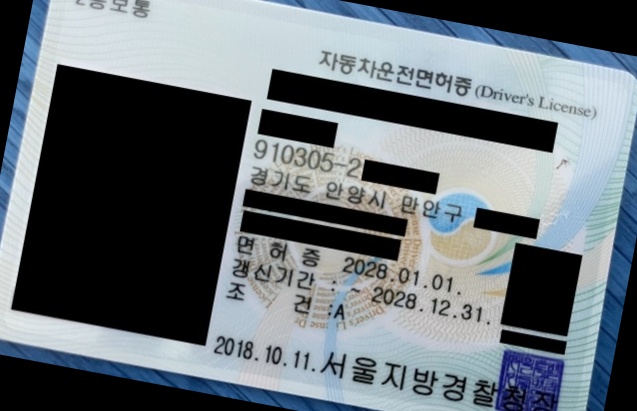 2종보통
자동차운전면허증 (Driver's License)
910305-2
경기도 안양시 만안구
면 허 증 2028.01.01.
갱신기간 : ~ 2028.12.31.
조 건 :A
2018.10.11. 서울지방경찰청장